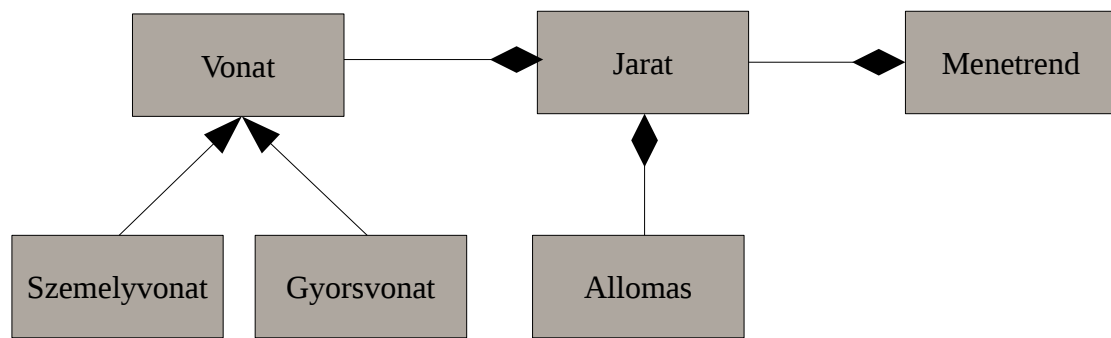 Vonat
Jarat
Menetrend
Szemelyvonat
Gyorsvonat
Allomas